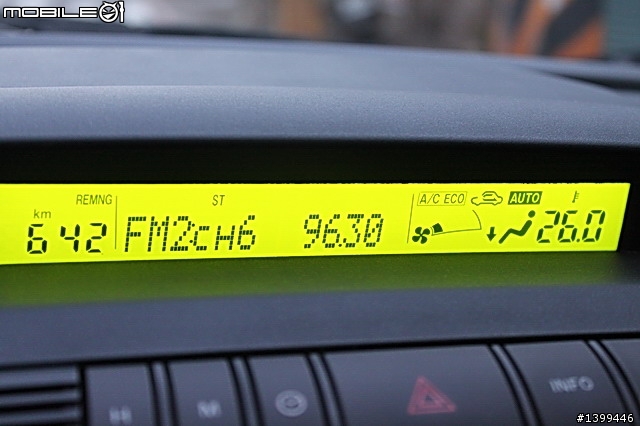 MOBILE01
REMNG ST A/C ECO AUTO
km
642 FM2CH6 96.30 26.0
H M INFO
#1399446